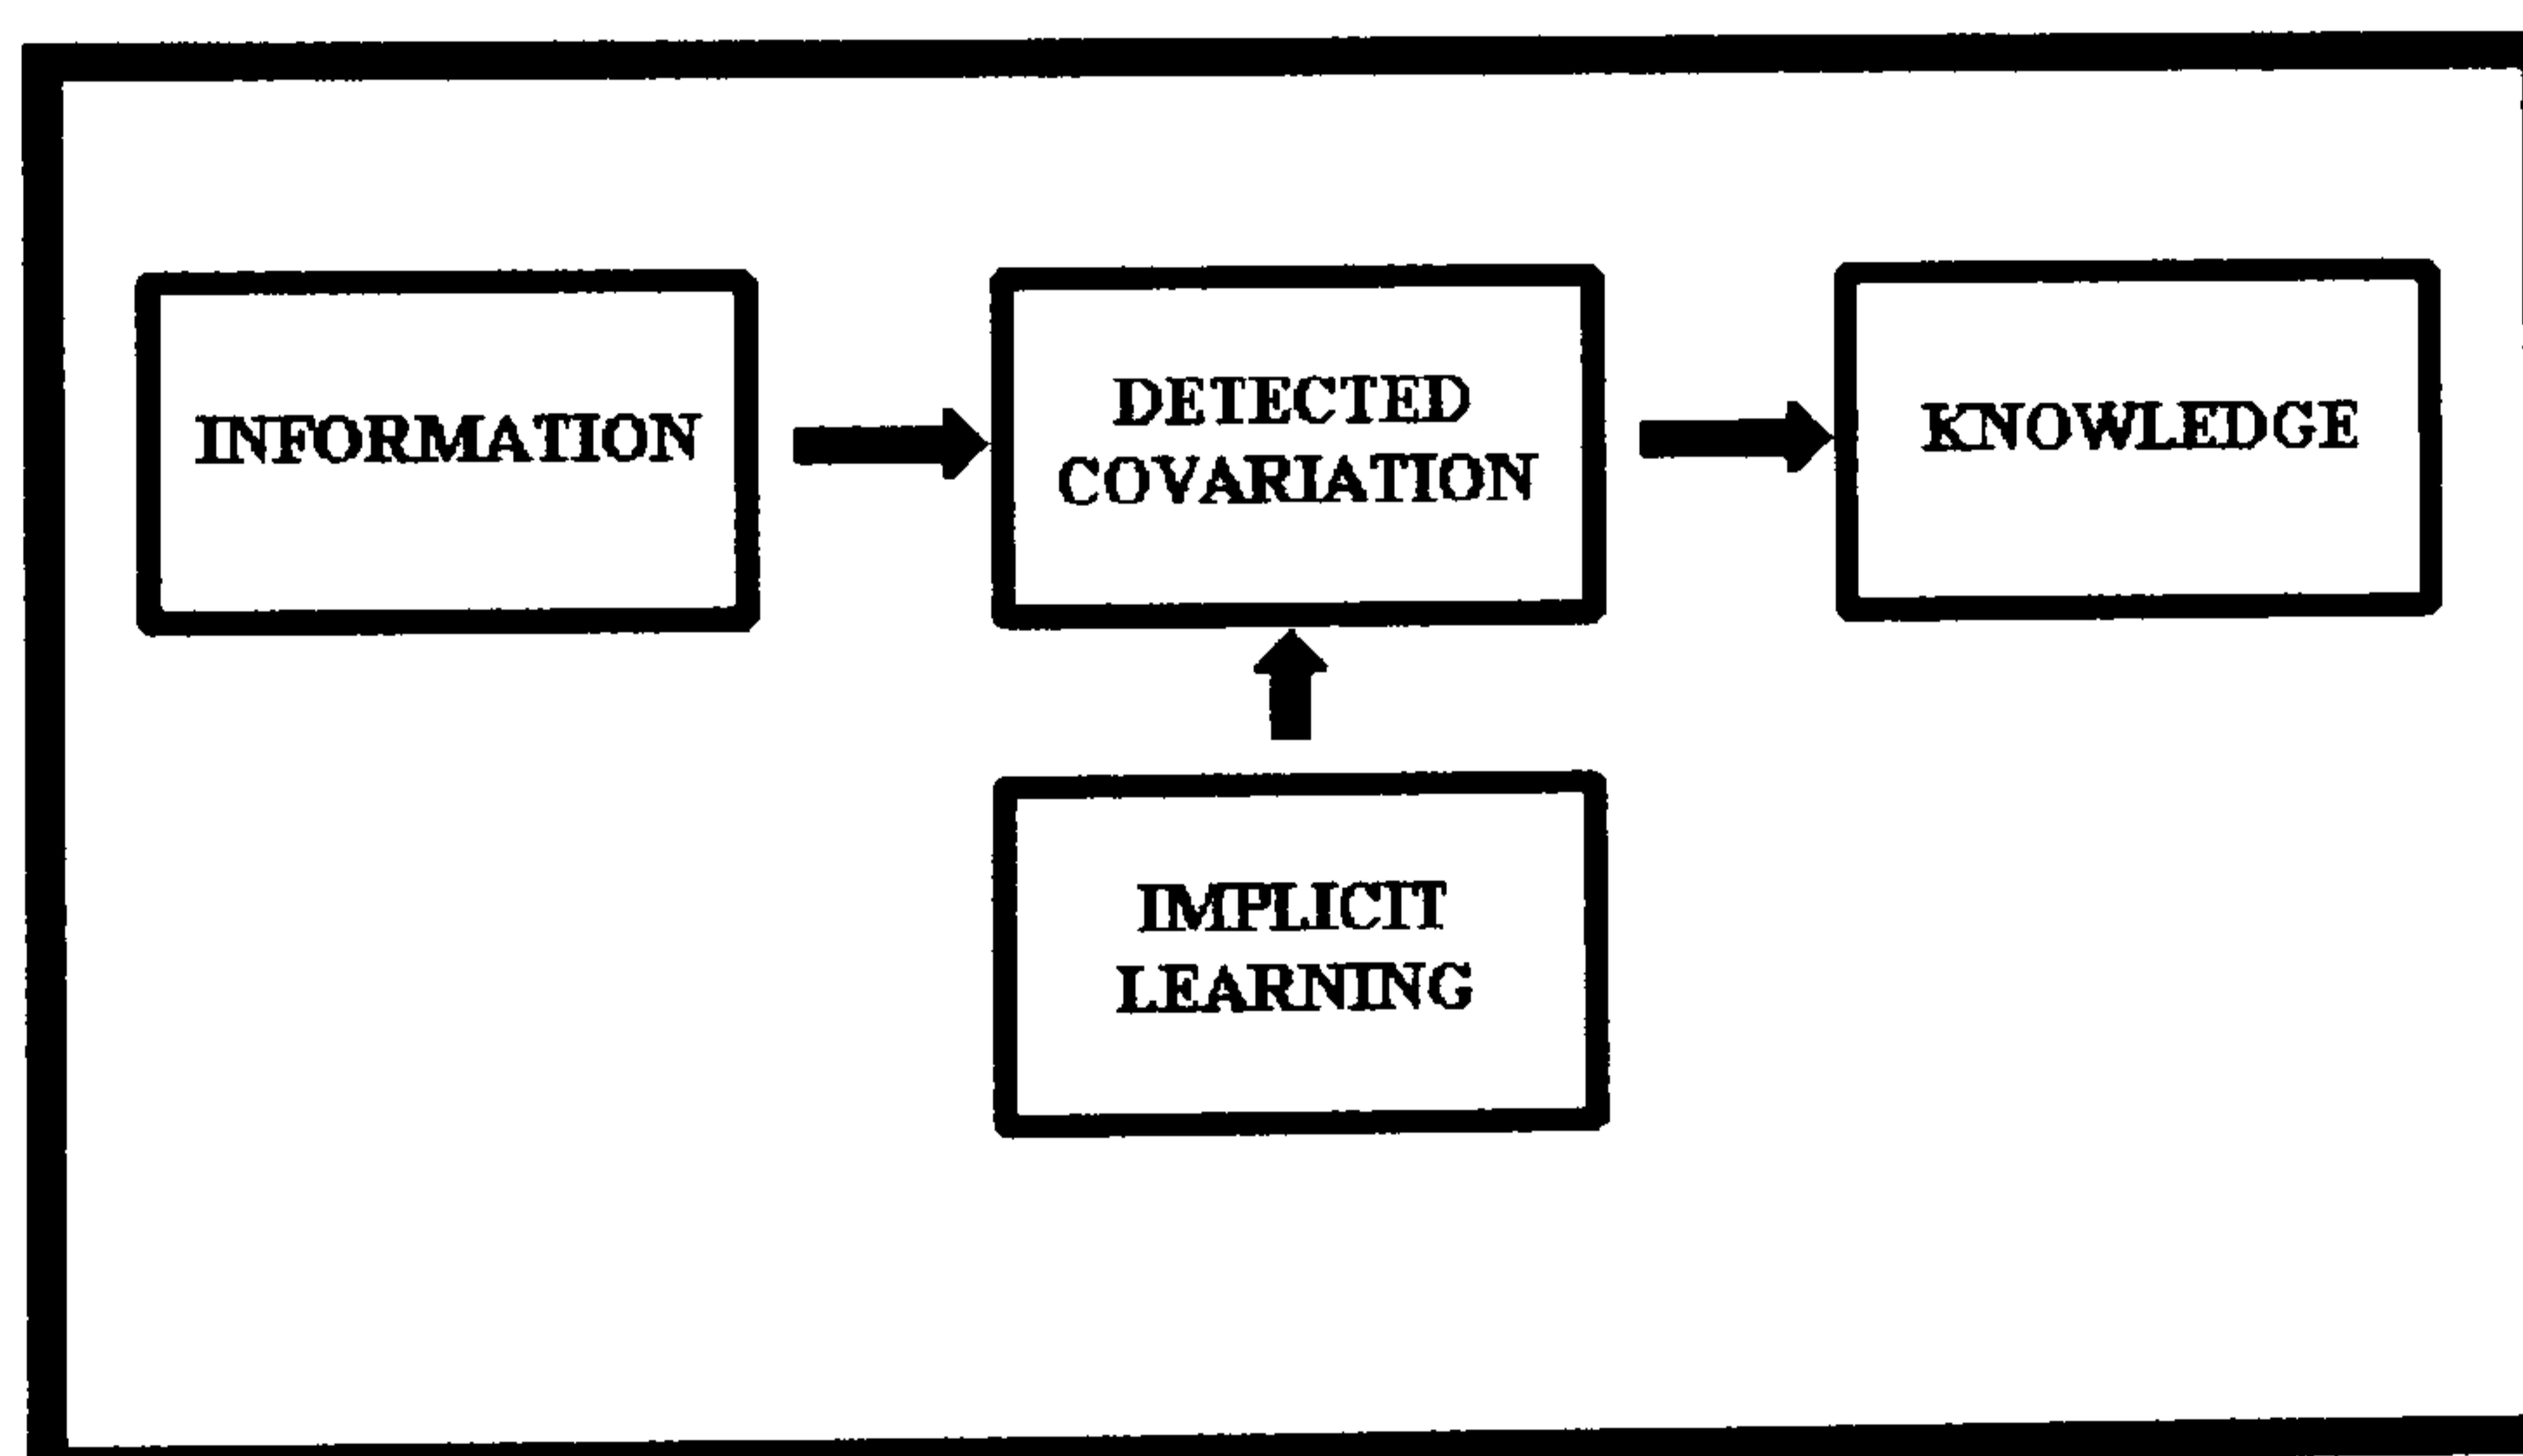 INFORMATION
DETECTED
COVARIATION
KNOWLEDGE
IMPLICIT
LEARNING